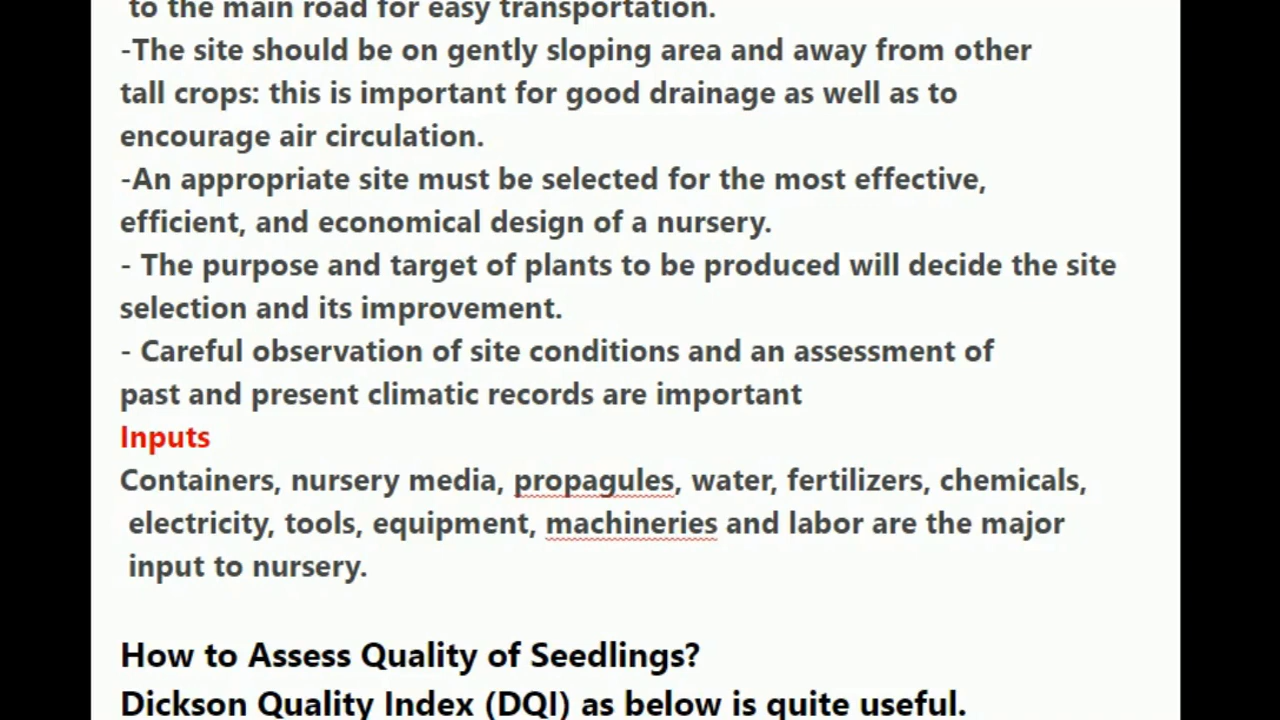 to the main road for easy transportation.
-The site should be on gently sloping area and away from other
tall crops: this is important for good drainage as well as to
encourage air circulation.
-An appropriate site must be selected for the most effective,
efficient, and economical design of a nursery.
- The purpose and target of plants to be produced will decide the site
selection and its improvement.
- Careful observation of site conditions and an assessment of
past and present climatic records are important
Inputs
Containers, nursery media, propagules, water, fertilizers, chemicals,
electricity, tools, equipment, machineries and labor are the major
input to nursery.
How to Assess Quality of Seedlings?
Dickson Quality Index (DQI) as below is quite useful.